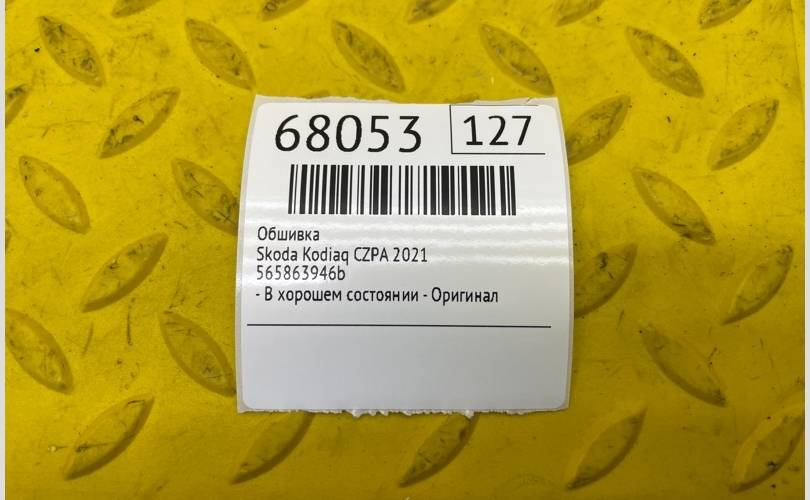 68053 127
Обшивка
Skoda Kodiaq CZPA 2021
565863946b
- В хорошем состоянии - Оригинал